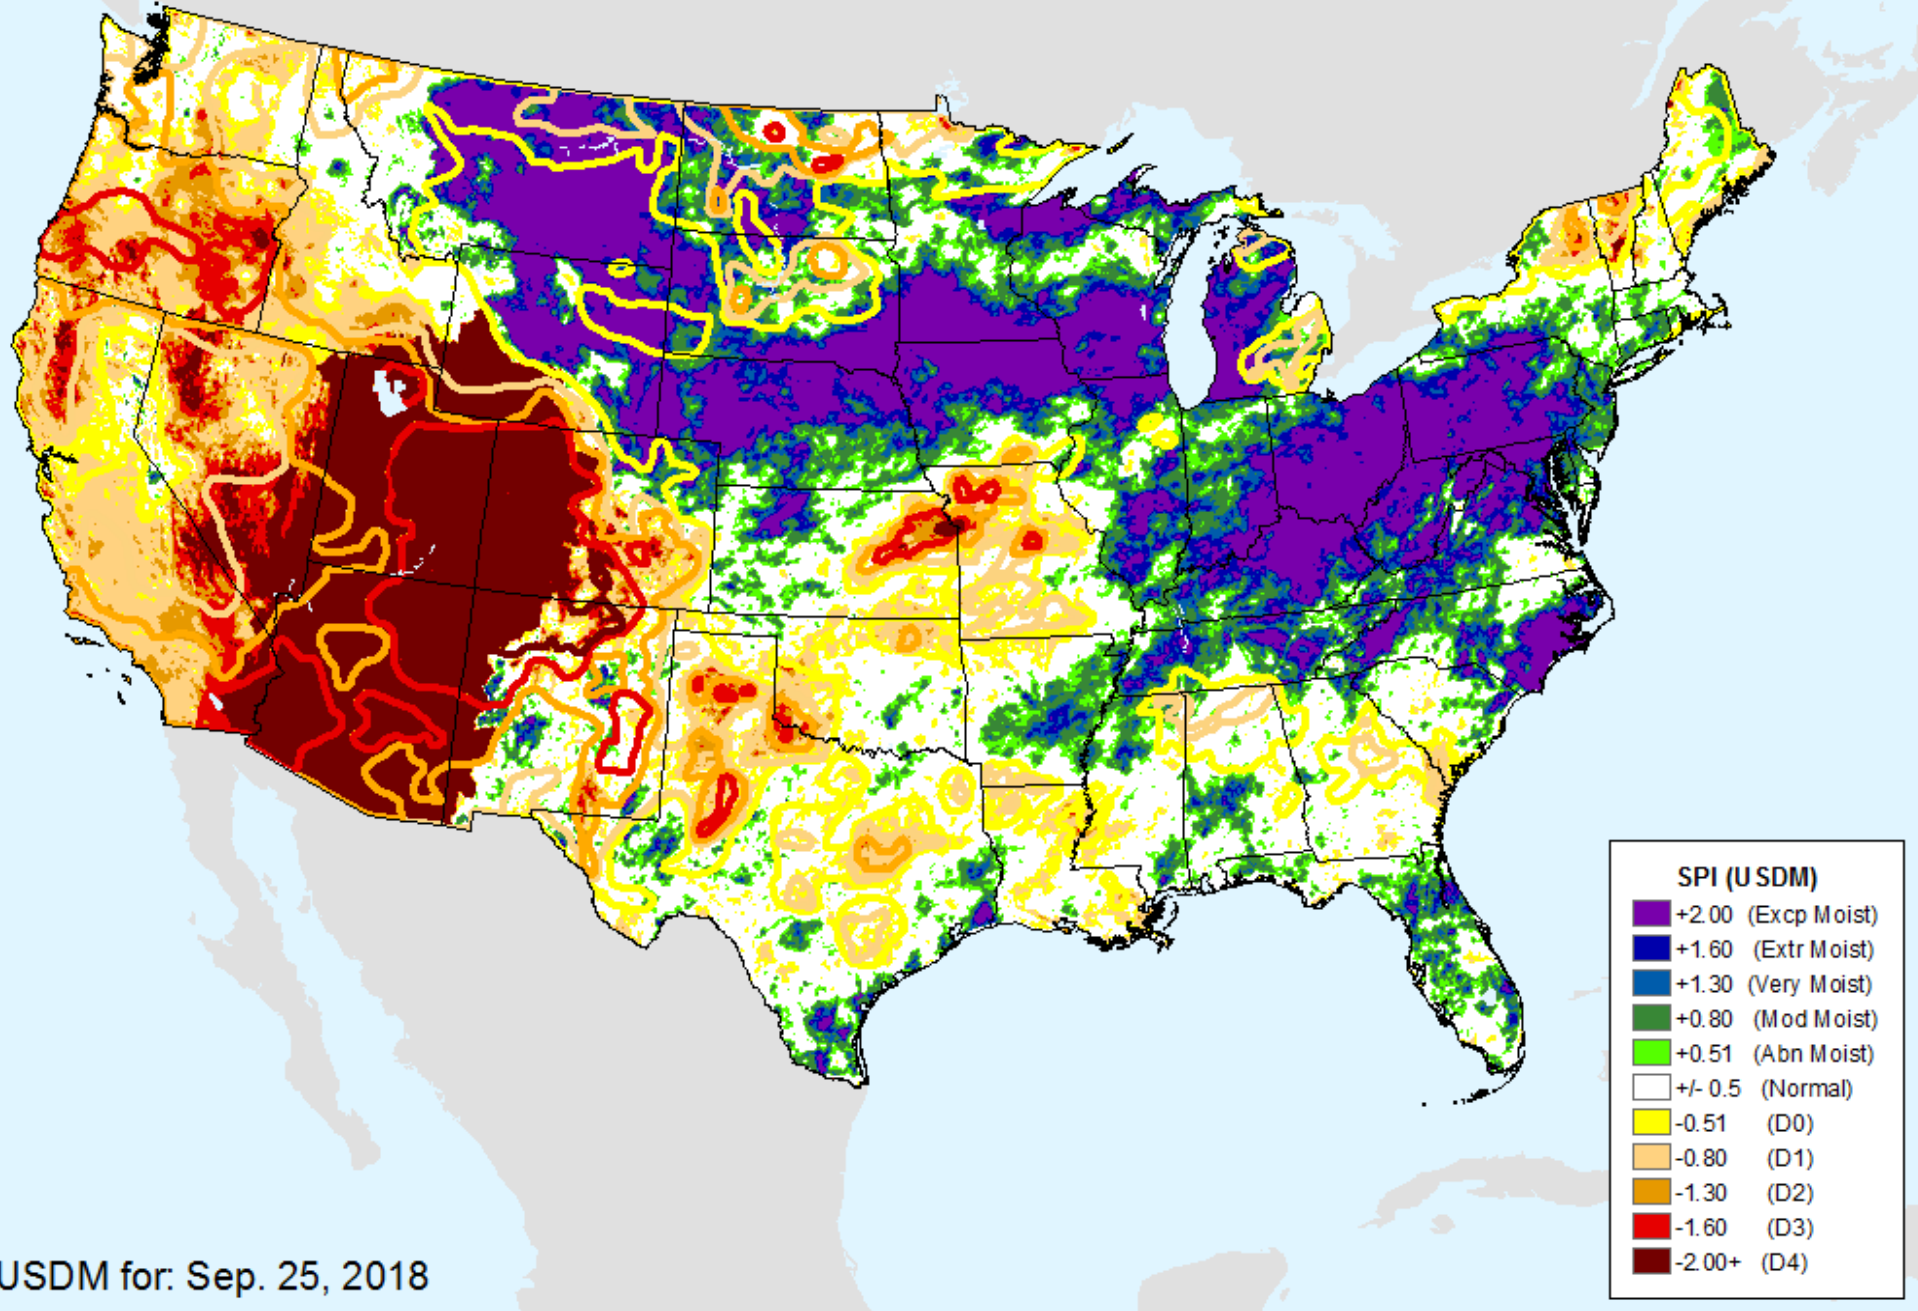 SPI (USDM)
+2.00 (Excp Moist)
+1.60 (Extr Moist)
+1.30 (Very Moist)
+0.80 (Mod Moist)
+0.51 (Abn Moist)
+/- 0.5 (Normal)
-0.51 (D0)
-0.80 (D1)
-1.30 (D2)
-1.60 (D3)
-2.00+ (D4)
USDM for: Sep. 25, 2018